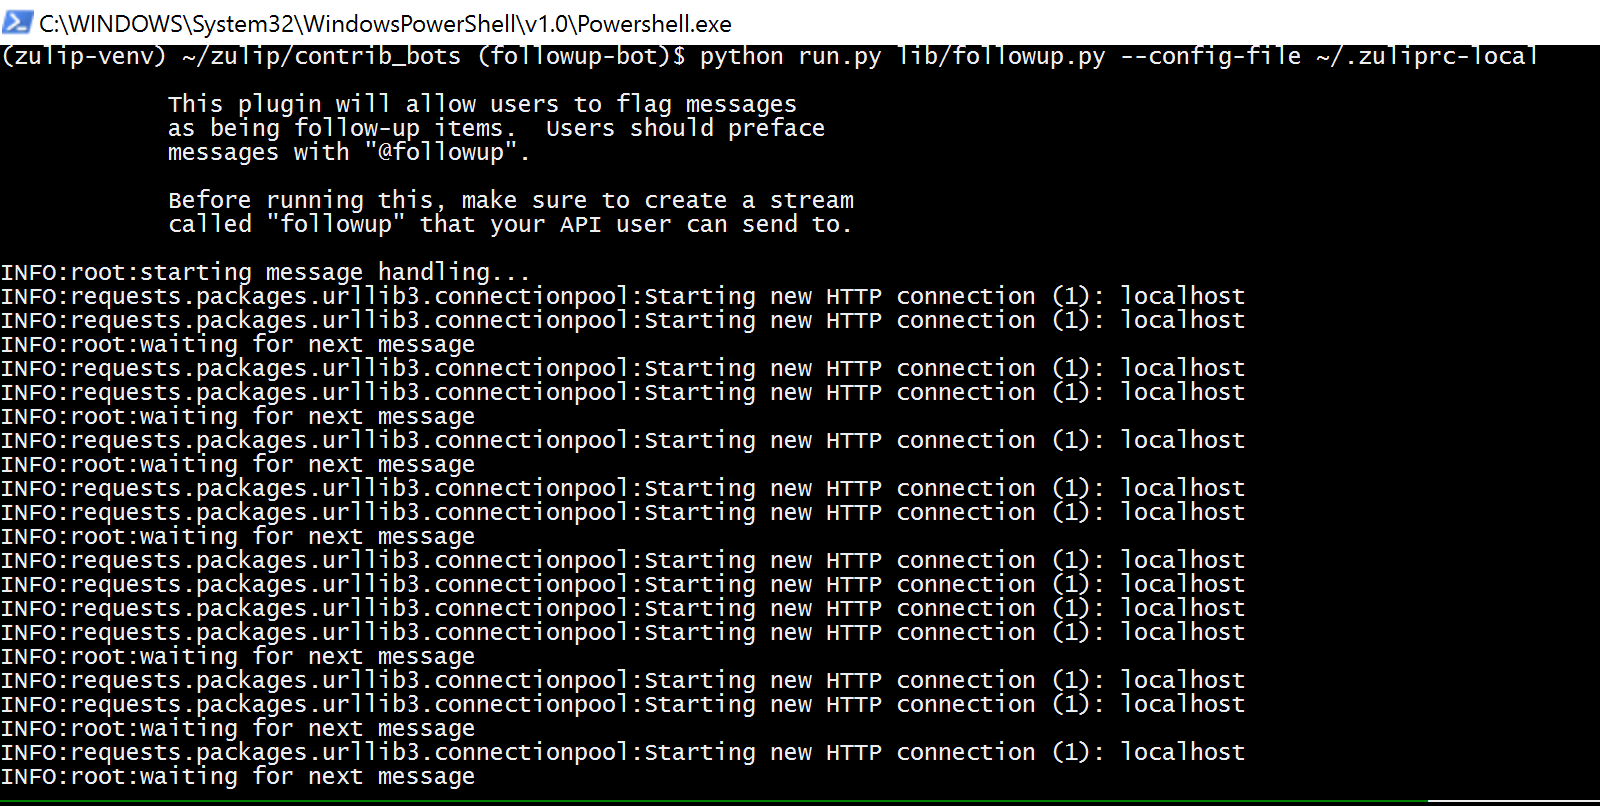 C:\WINDOWS\System32\WindowsPowerShell\v1.0\Powershell.exe
(zulip-venv) ~/zulip/contrib_bots (followup-bot)$ python run.py lib/followup.py --config-file ~/.zuliprc-local
This plugin will allow users to flag messages
as being follow-up items.  Users should preface
messages with "@followup".
Before running this, make sure to create a stream
called "followup" that your API user can send to.
INFO:root:starting message handling...
INFO:requests.packages.urllib3.connectionpool:Starting new HTTP connection (1): localhost
INFO:requests.packages.urllib3.connectionpool:Starting new HTTP connection (1): localhost
INFO:root:waiting for next message
INFO:requests.packages.urllib3.connectionpool:Starting new HTTP connection (1): localhost
INFO:requests.packages.urllib3.connectionpool:Starting new HTTP connection (1): localhost
INFO:root:waiting for next message
INFO:requests.packages.urllib3.connectionpool:Starting new HTTP connection (1): localhost
INFO:root:waiting for next message
INFO:requests.packages.urllib3.connectionpool:Starting new HTTP connection (1): localhost
INFO:requests.packages.urllib3.connectionpool:Starting new HTTP connection (1): localhost
INFO:root:waiting for next message
INFO:requests.packages.urllib3.connectionpool:Starting new HTTP connection (1): localhost
INFO:requests.packages.urllib3.connectionpool:Starting new HTTP connection (1): localhost
INFO:requests.packages.urllib3.connectionpool:Starting new HTTP connection (1): localhost
INFO:requests.packages.urllib3.connectionpool:Starting new HTTP connection (1): localhost
INFO:root:waiting for next message
INFO:requests.packages.urllib3.connectionpool:Starting new HTTP connection (1): localhost
INFO:requests.packages.urllib3.connectionpool:Starting new HTTP connection (1): localhost
INFO:root:waiting for next message
INFO:requests.packages.urllib3.connectionpool:Starting new HTTP connection (1): localhost
INFO:root:waiting for next message